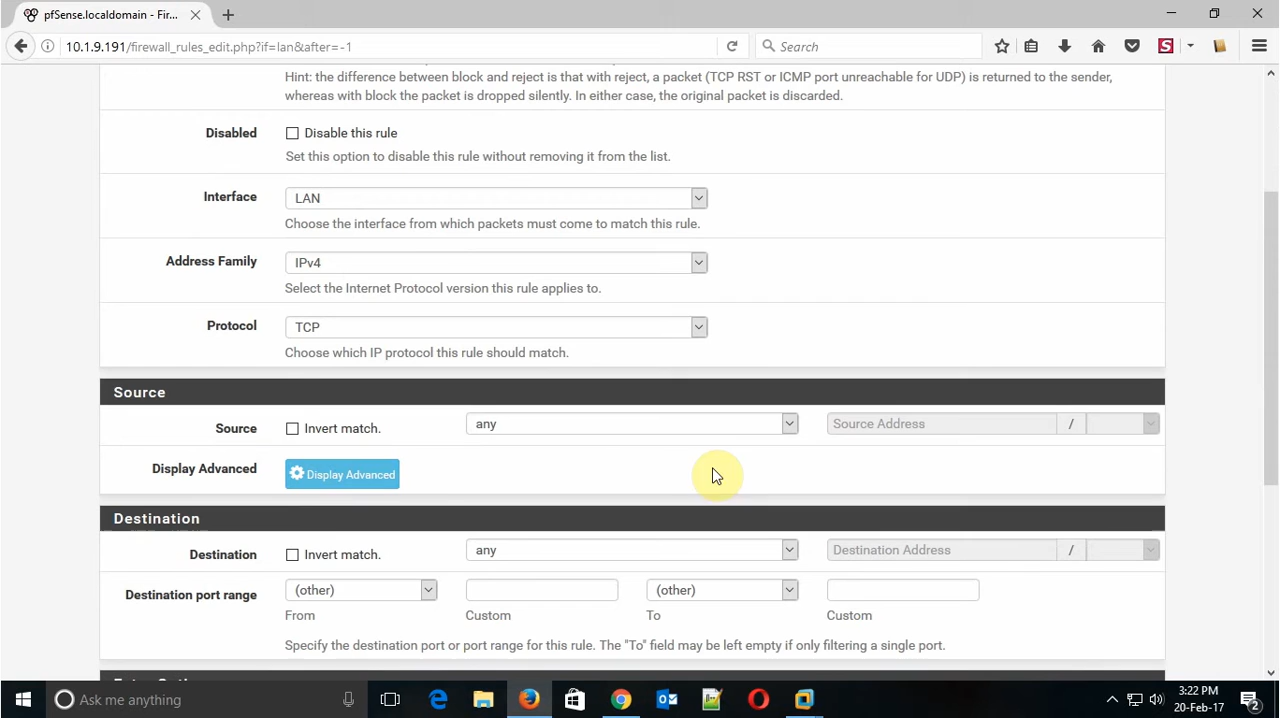 pfSense.localdomain - Fir...
10.1.9.191/firewall_rules_edit.php?if=lan&after=-1
Search
Hint: the difference between block and reject is that with reject, a packet (TCP RST or ICMP port unreachable for UDP) is returned to the sender,
whereas with block the packet is dropped silently. In either case, the original packet is discarded.
Disabled
Disable this rule
Set this option to disable this rule without removing it from the list.
Interface
LAN
Choose the interface from which packets must come to match this rule.
Address Family
IPv4
Select the Internet Protocol version this rule applies to.
Protocol
TCP
Choose which IP protocol this rule should match.
Source
Source
Invert match.
any
Source Address
/
Display Advanced
Display Advanced
Destination
Destination
Invert match.
any
Destination Address
/
Destination port range
(other)
(other)
From
Custom
To
Custom
Specify the destination port or port range for this rule. The "To" field may be left empty if only filtering a single port.
Ask me anything
3:22 PM
20-Feb-17
2